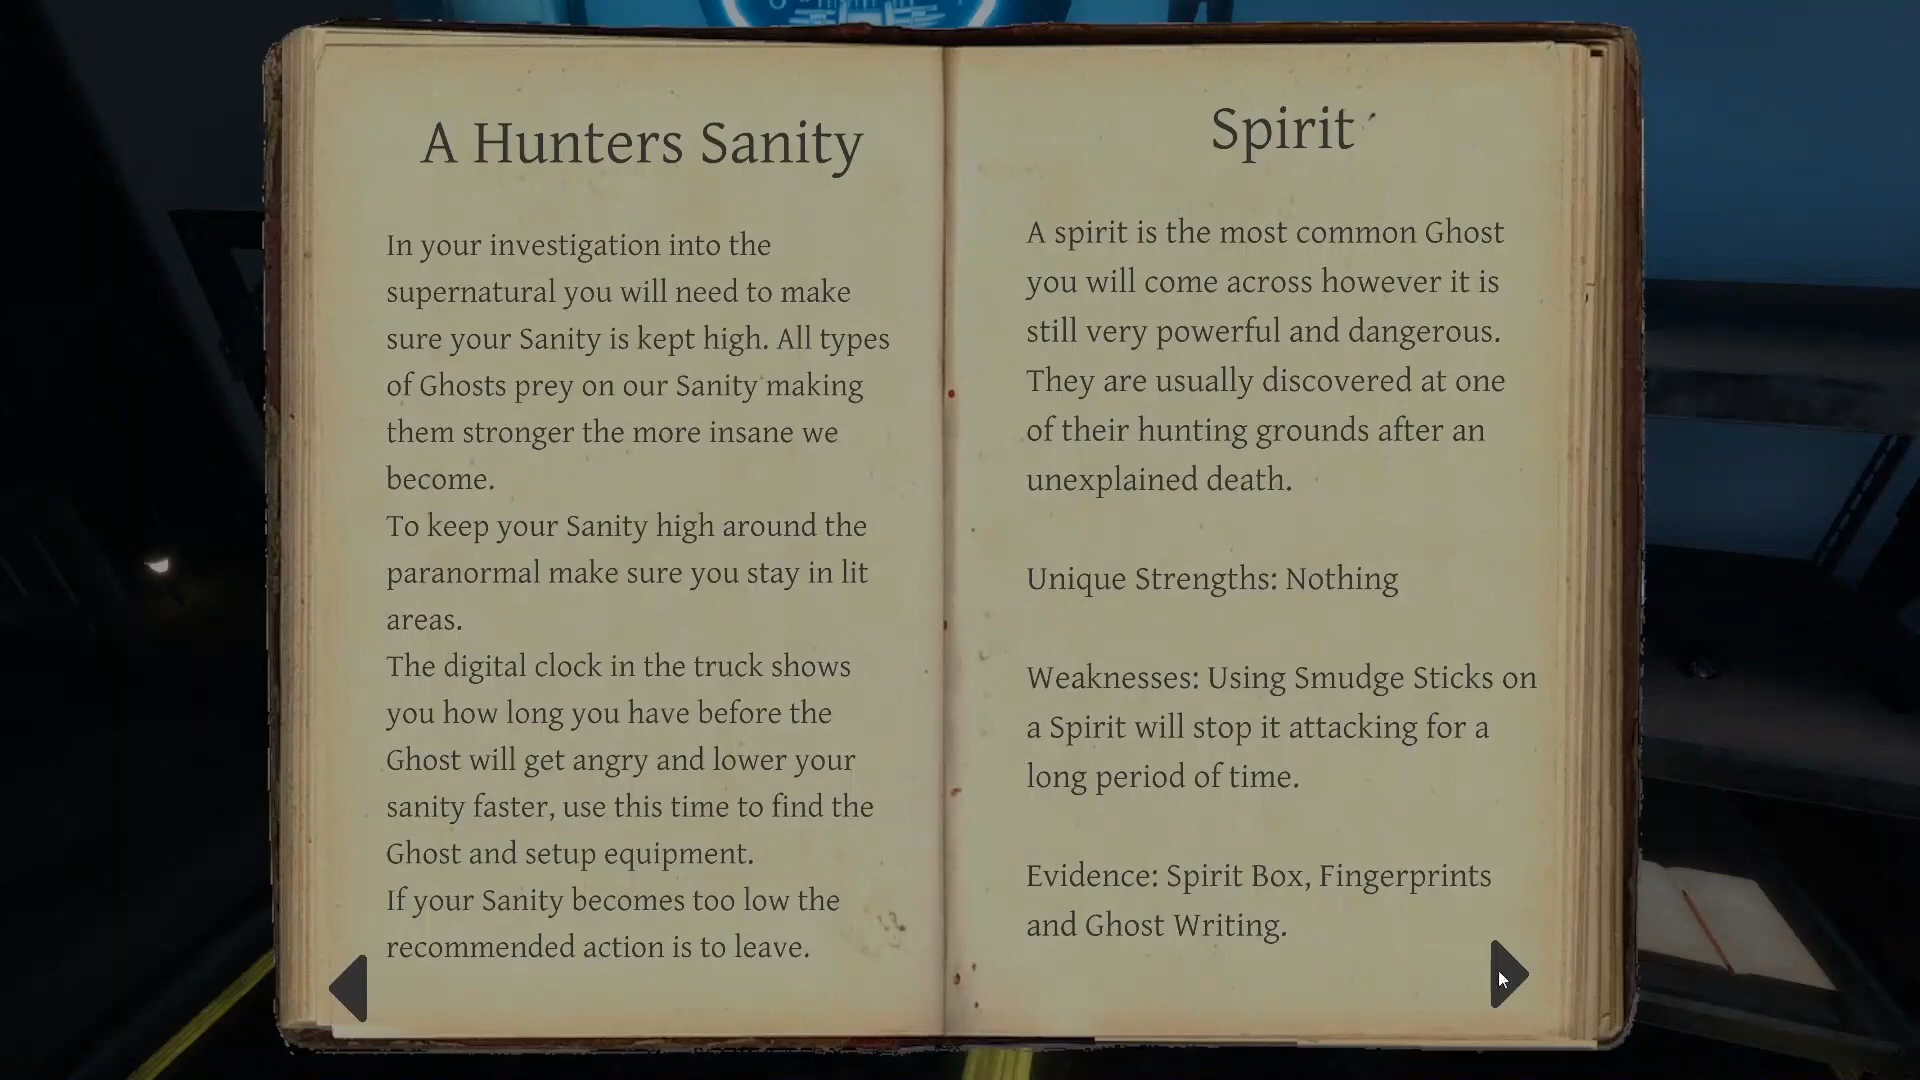 A Hunters Sanity
In your investigation into the
supernatural you will need to make
sure your Sanity is kept high. All types
of Ghosts prey on our Sanity making
them stronger the more insane we
become.
To keep your Sanity high around the
paranormal make sure you stay in lit
areas.
The digital clock in the truck shows
you how long you have before the
Ghost will get angry and lower your
sanity faster, use this time to find the
Ghost and setup equipment.
If your Sanity becomes too low the
recommended action is to leave.
Spirit
A spirit is the most common Ghost
you will come across however it is
still very powerful and dangerous.
They are usually discovered at one
of their hunting grounds after an
unexplained death.
Unique Strengths: Nothing
Weaknesses: Using Smudge Sticks on
a Spirit will stop it attacking for a
long period of time.
Evidence: Spirit Box, Fingerprints
and Ghost Writing.